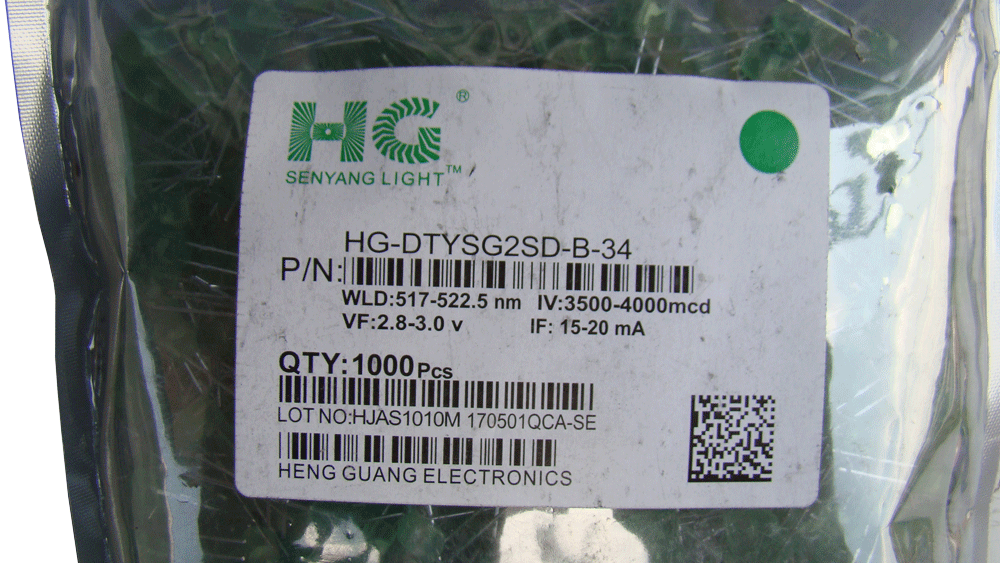 HG®
SENYANG LIGHT™
HG-DTYSG2SD-B-34
P/N:
WLD:517-522.5 nm IV:3500-4000mcd
VF:2.8-3.0 v IF: 15-20 mA
QTY:1000Pcs
LOT NO:HJAS1010M 170501QCA-SE
HENG GUANG ELECTRONICS